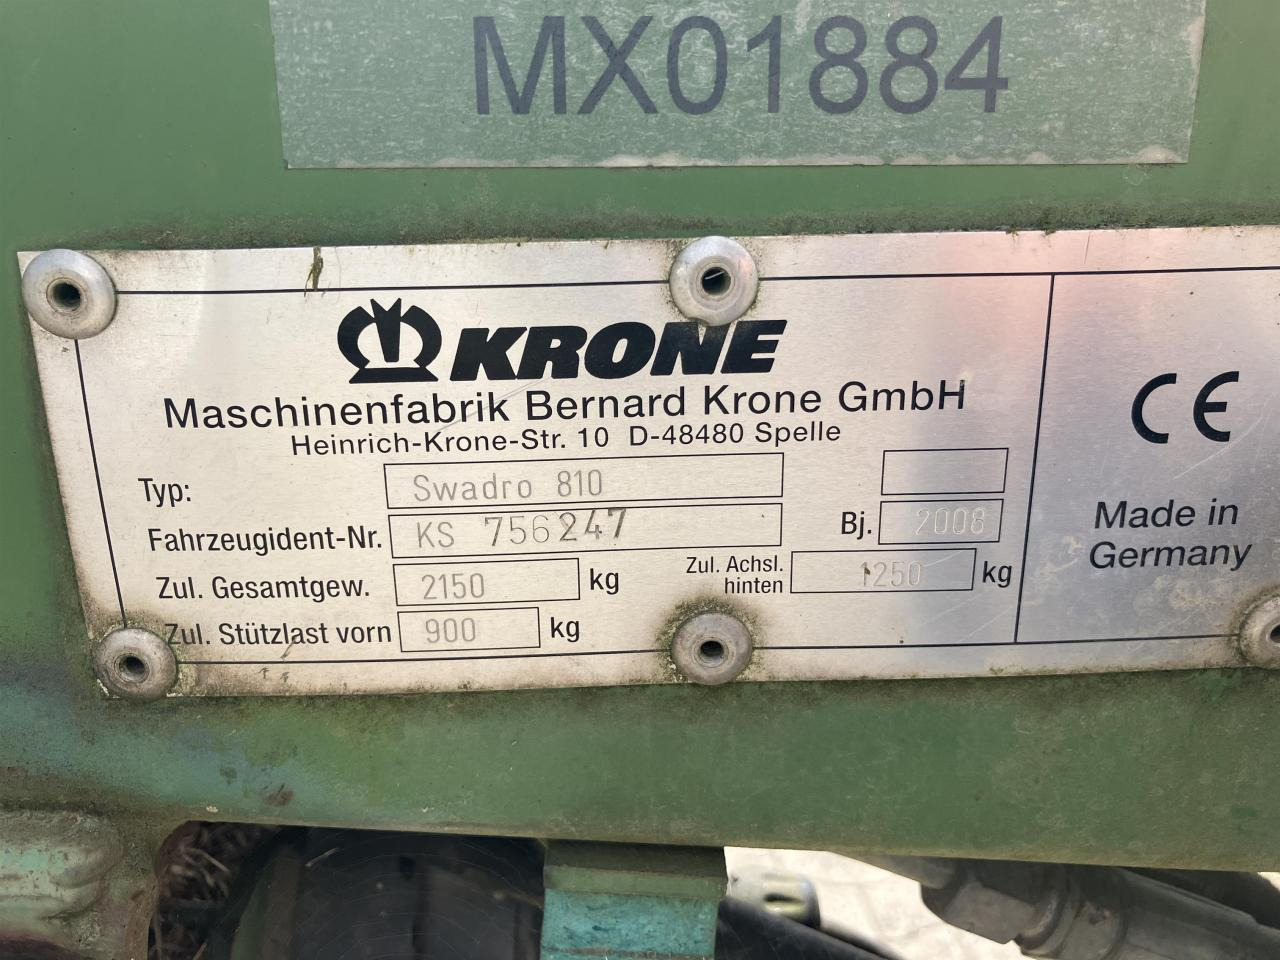 MX01884
KRONE
Maschinenfabrik Bernard Krone GmbH
Heinrich-Krone-Str. 10 D-48480 Spelle
Typ: Swadro 810
Fahrzeugident-Nr. KS 756247 Bj. 2008
Zul. Gesamtgew. 2150 kg Zul. Achsl. hinten 1250 kg
Zul. Stützlast vorn 900 kg
CE
Made in
Germany